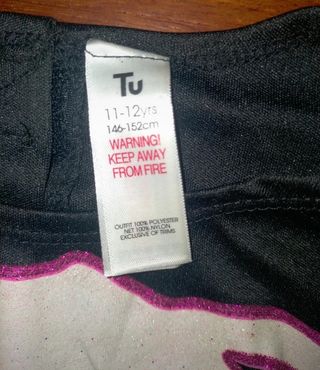 Tu
11-12yrs
146-152cm
WARNING!
KEEP AWAY
FROM FIRE
OUTFIT 100% POLYESTER
NET 100% NYLON
EXCLUSIVE OF TRIMS